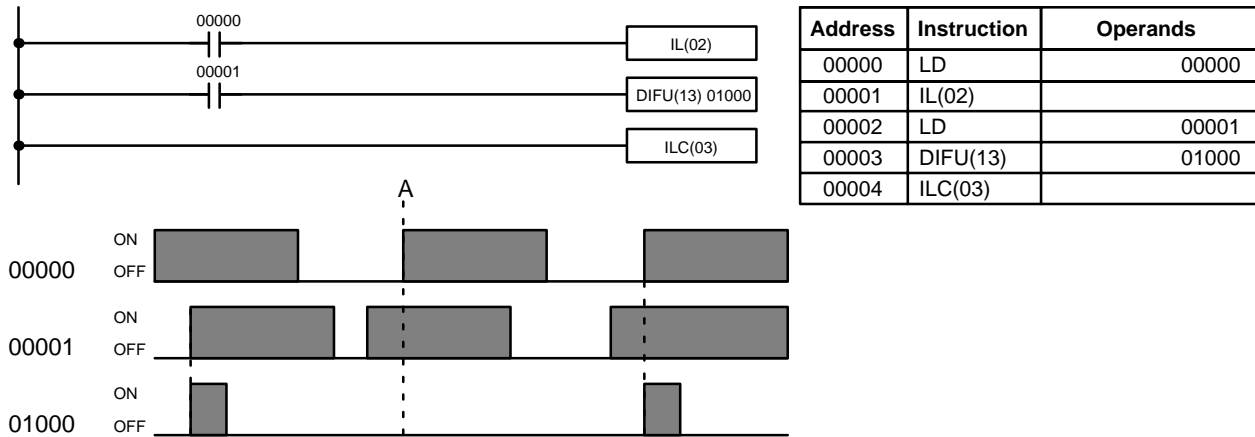 00000
IL(02)
00001
DIFU(13) 01000
ILC(03)
Address Instruction Operands
00000 LD 00000
00001 IL(02)
00002 LD 00001
00003 DIFU(13) 01000
00004 ILC(03)
A
ON
00000 OFF
ON
00001 OFF
ON
01000 OFF